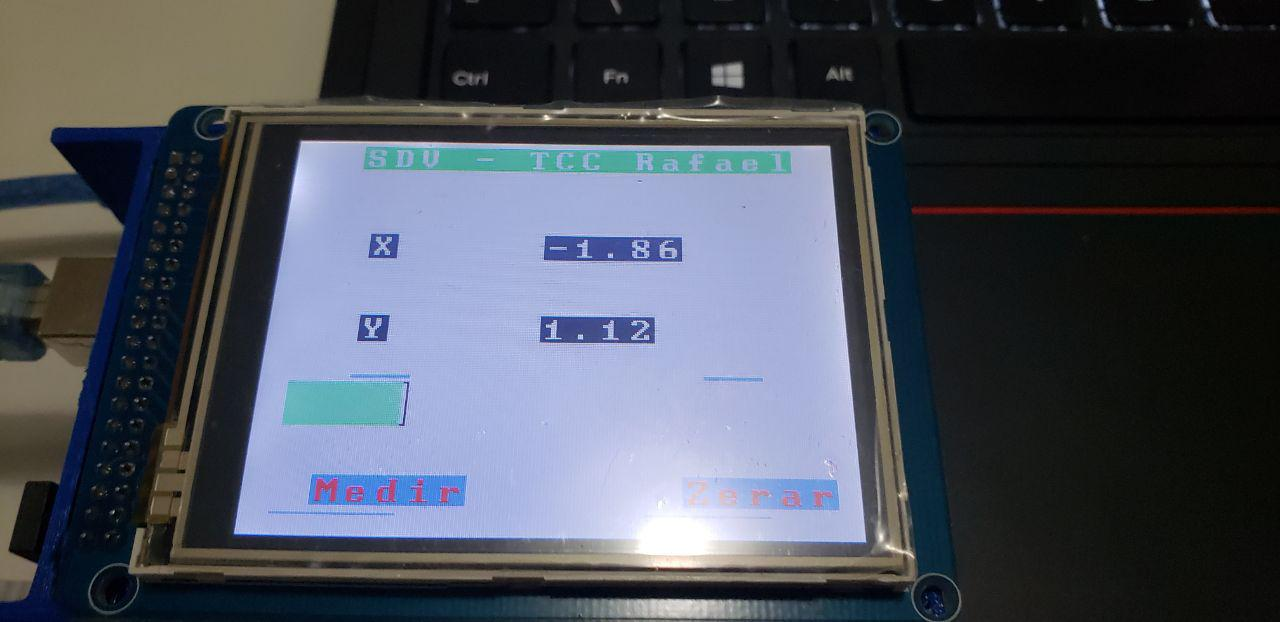 Ctrl Fn Alt
SDV - TCC Rafael
X -1.86
Y 1.12
Medir Zerar